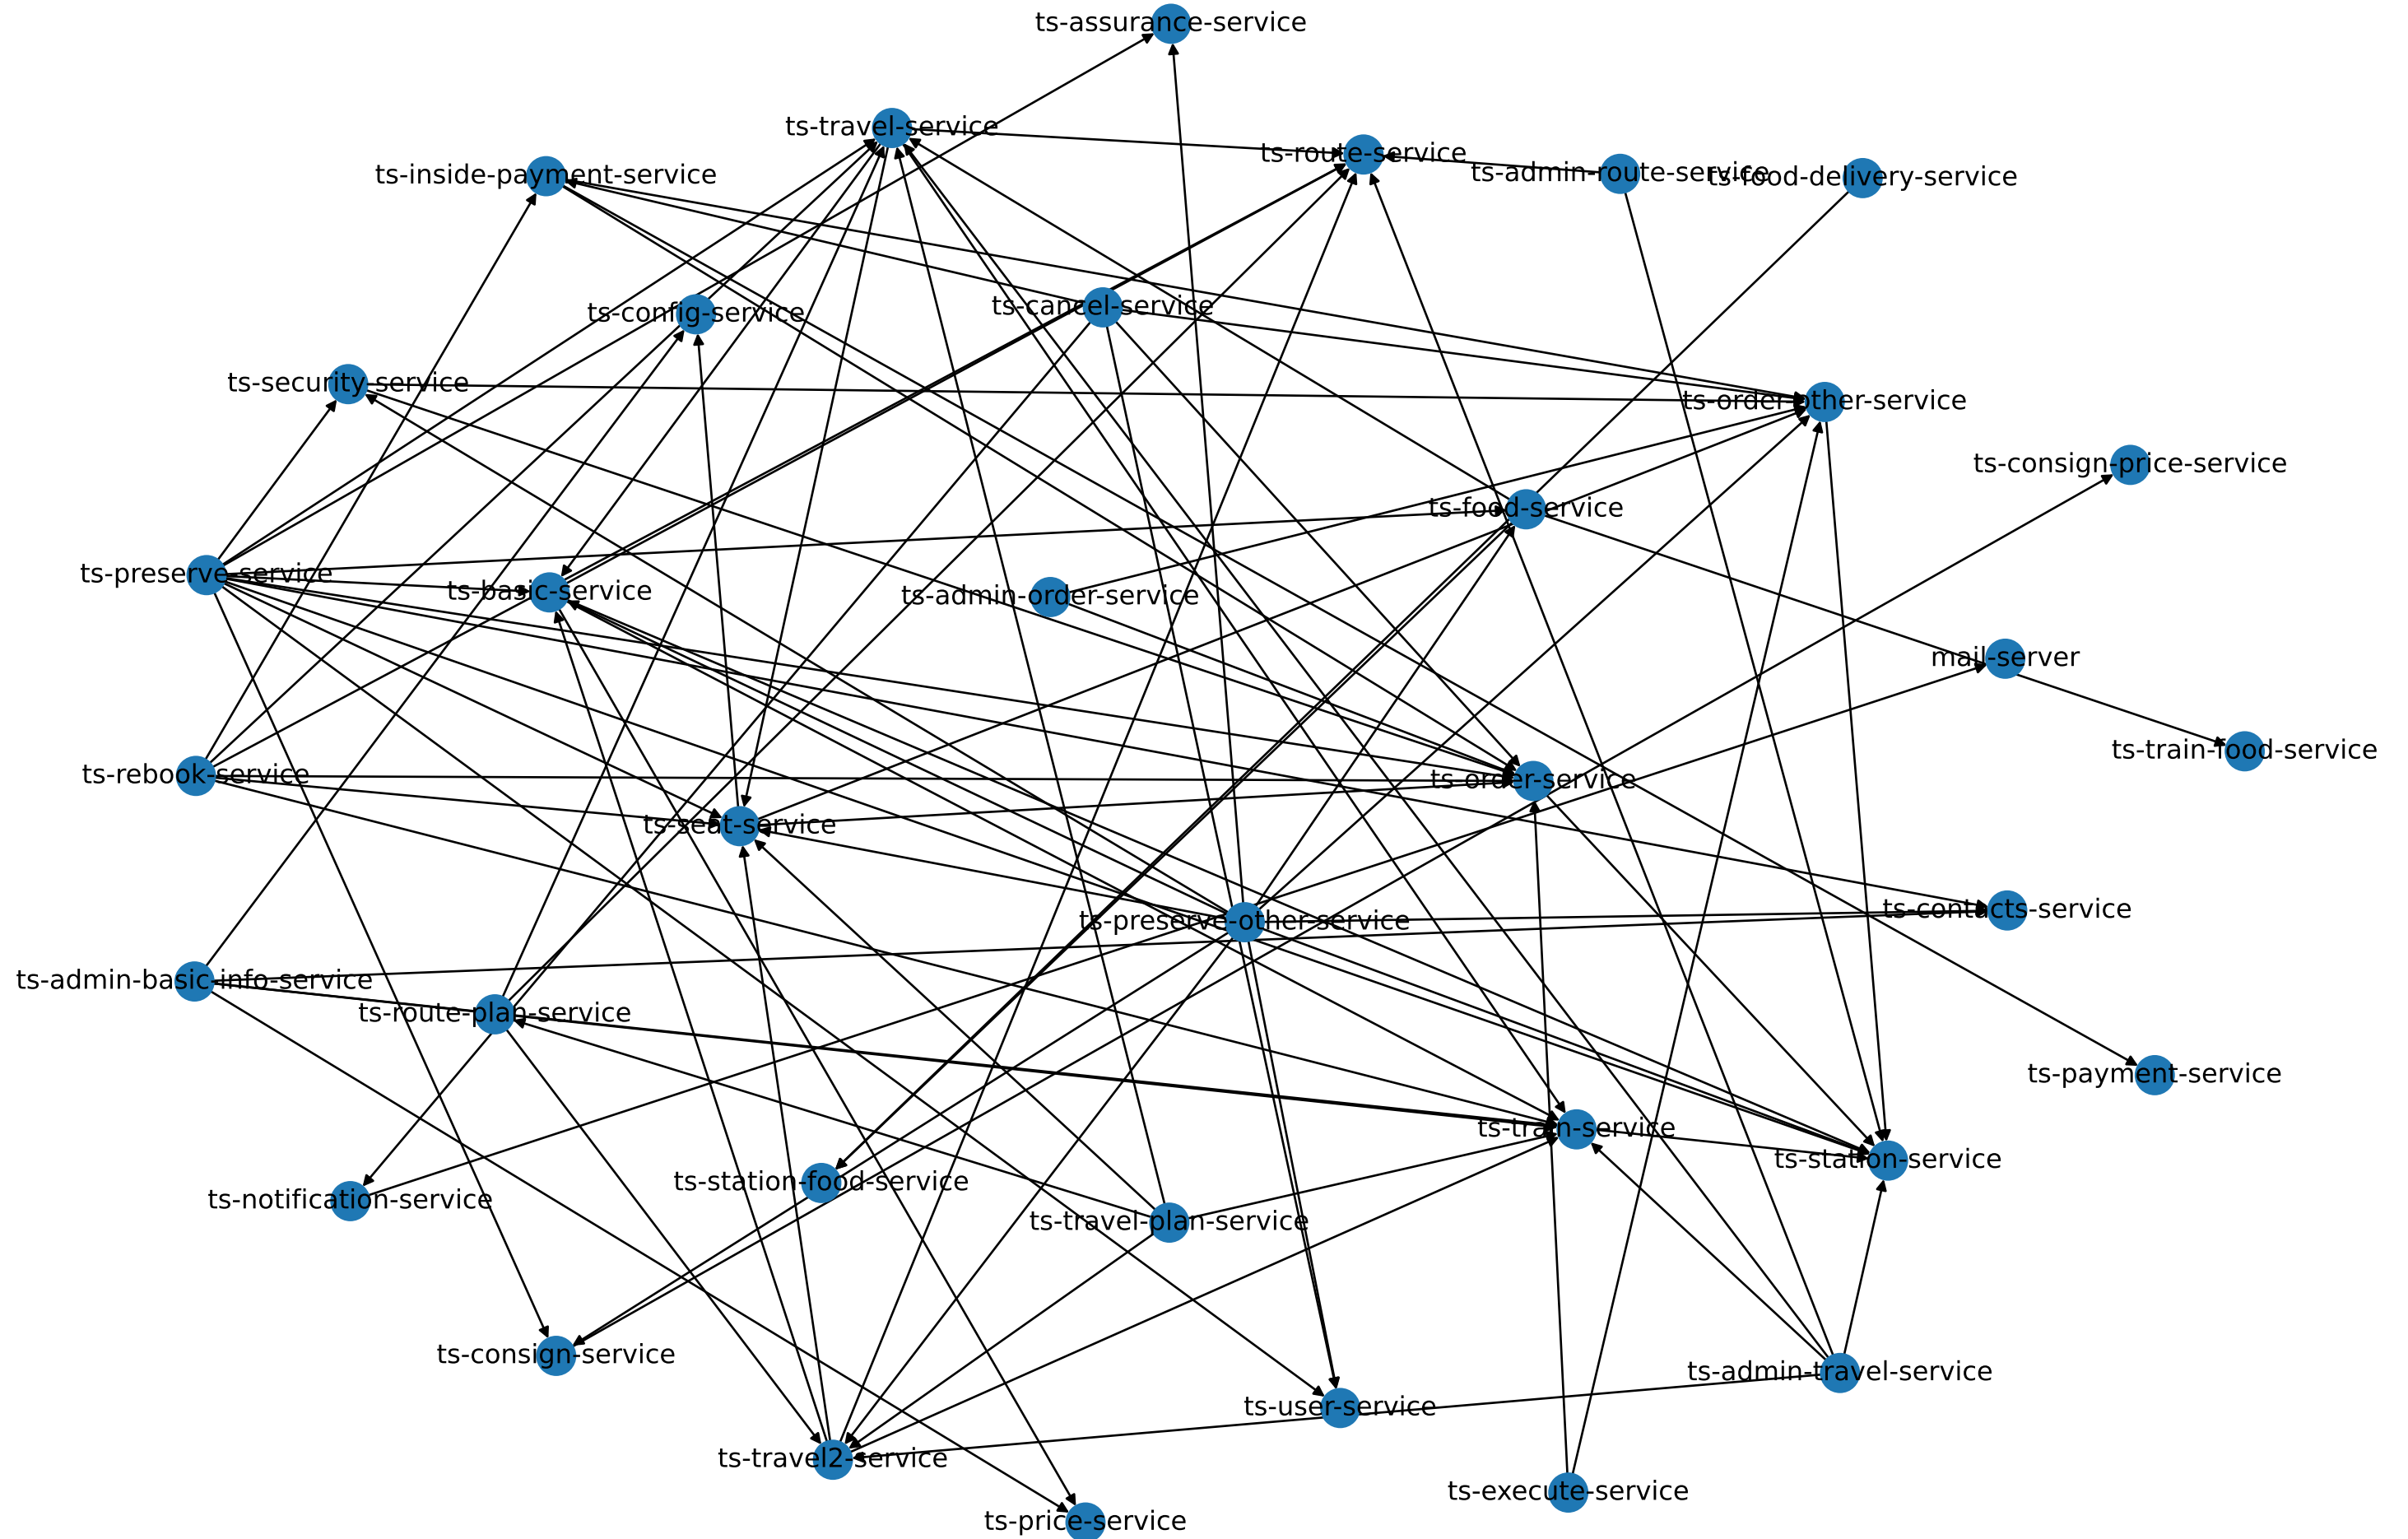 ts-assurance-service
ts-travel-service
ts-route-service
ts-inside-payment-service
ts-admin-route-service
ts-food-delivery-service
ts-config-service
ts-cancel-service
ts-security-service
ts-order-other-service
ts-consign-price-service
ts-food-service
ts-preserve-service
ts-basic-service
ts-admin-order-service
mail-server
ts-train-food-service
ts-rebook-service
ts-order-service
ts-seat-service
ts-preserve-other-service
ts-contacts-service
ts-admin-basic-info-service
ts-route-plan-service
ts-payment-service
ts-train-service
ts-station-service
ts-station-food-service
ts-notification-service
ts-travel-plan-service
ts-consign-service
ts-admin-travel-service
ts-user-service
ts-travel2-service
ts-execute-service
ts-price-service